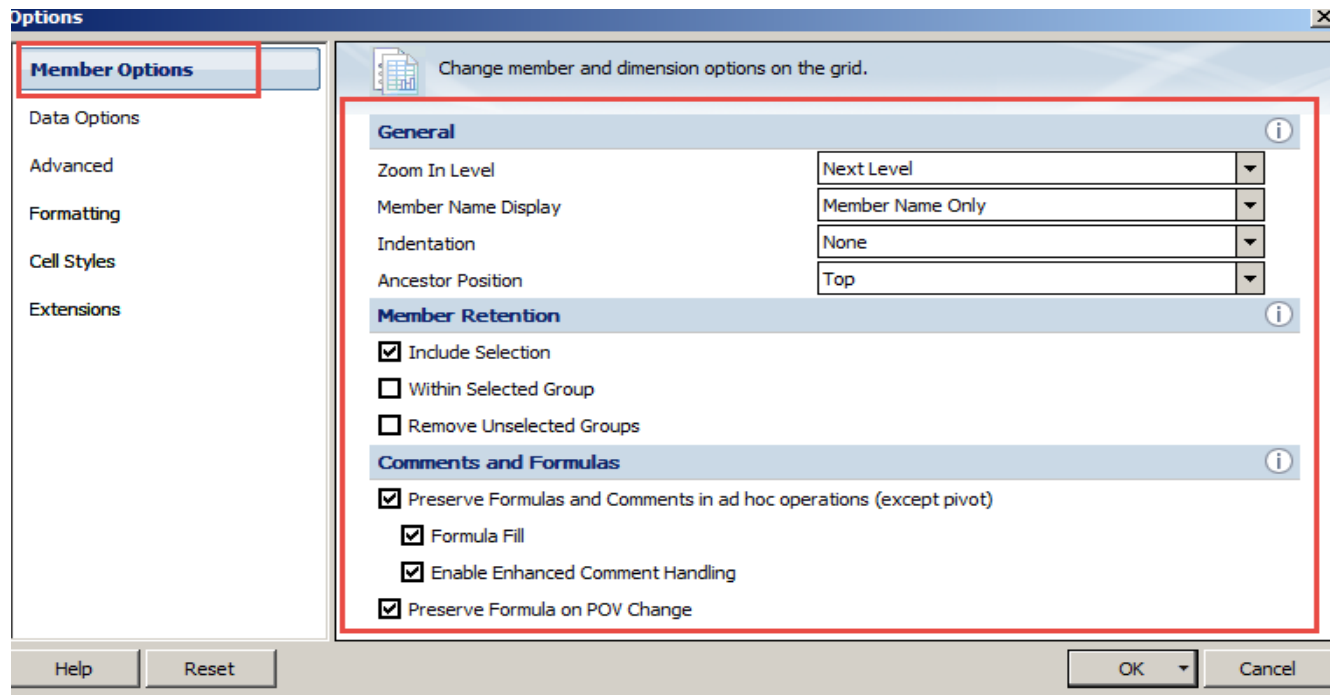 Options
Member Options
Data Options
Advanced
Formatting
Cell Styles
Extensions
Change member and dimension options on the grid.
General
Zoom In Level Next Level
Member Name Display Member Name Only
Indentation None
Ancestor Position Top
Member Retention
Include Selection
Within Selected Group
Remove Unselected Groups
Comments and Formulas
Preserve Formulas and Comments in ad hoc operations (except pivot)
Formula Fill
Enable Enhanced Comment Handling
Preserve Formula on POV Change
Help Reset OK Cancel